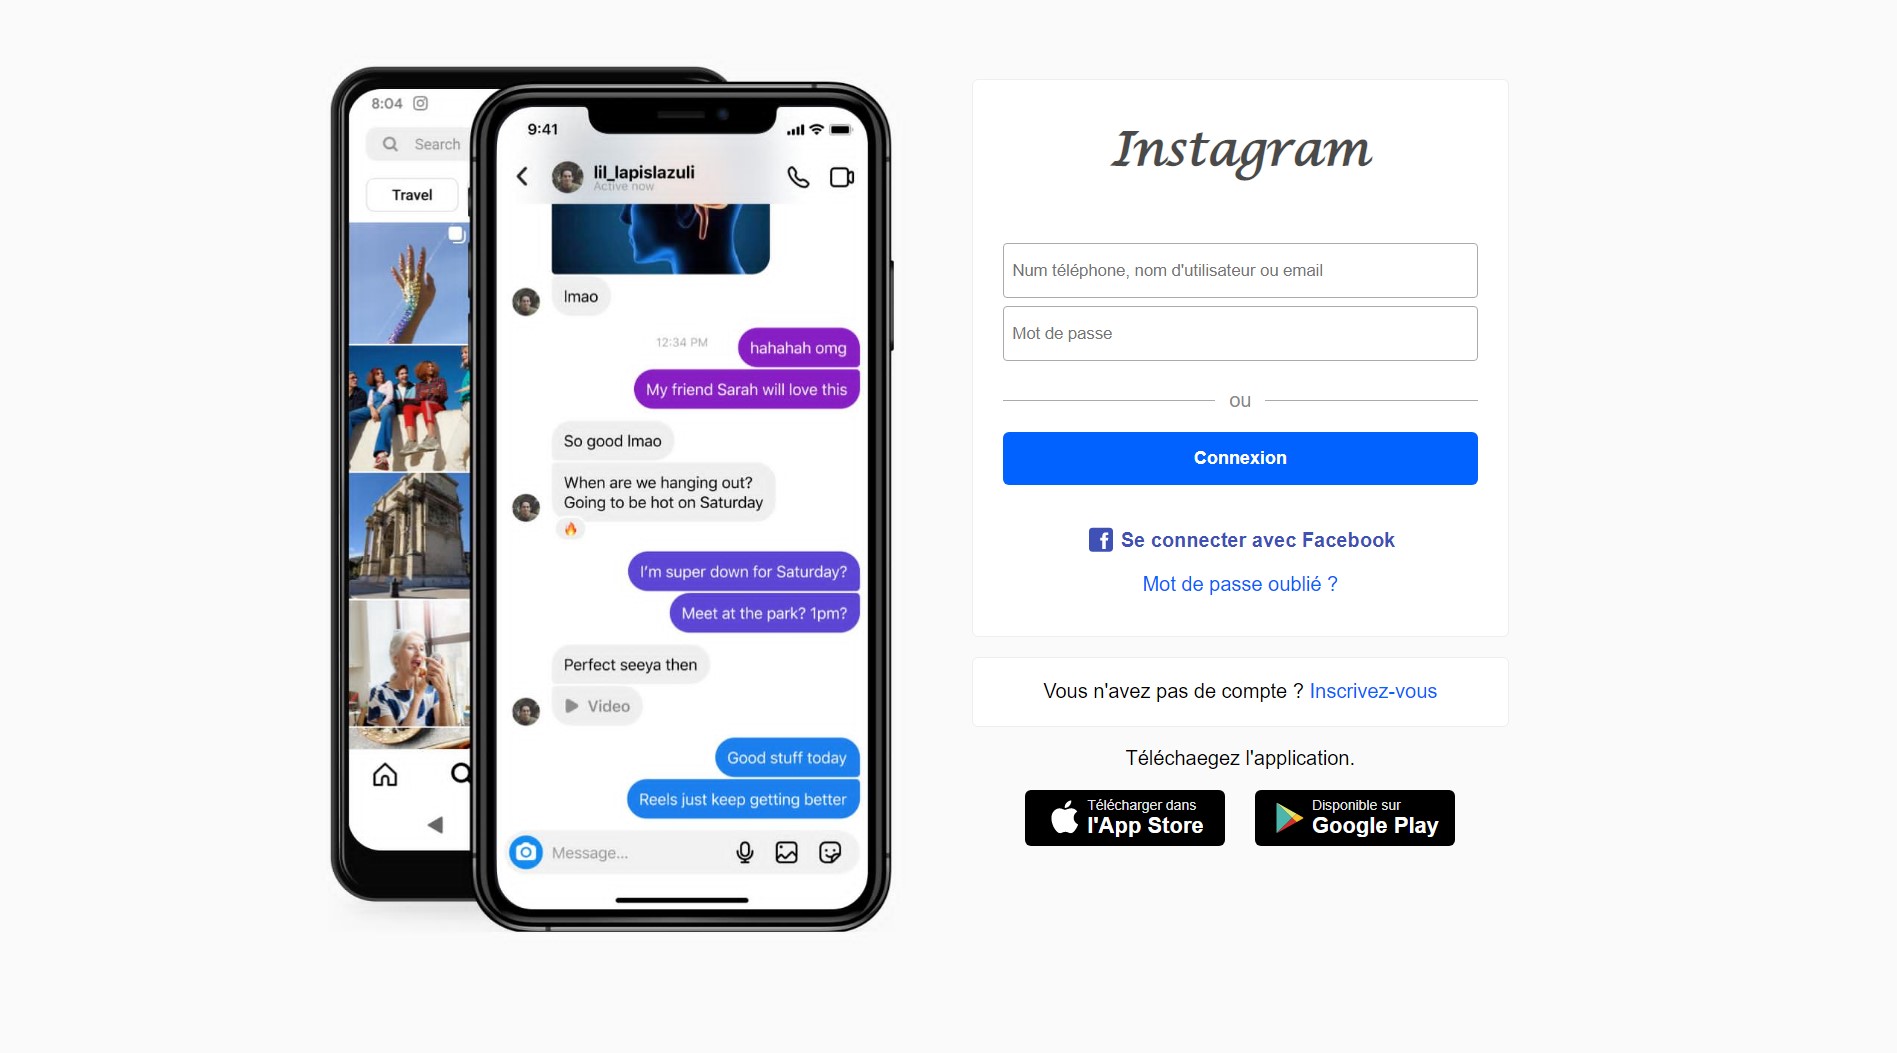 8:04
Search
Travel
9:41
lil_lapislazuli
Active now
lmao
12:34 PM
hahahah omg
My friend Sarah will love this
So good lmao
When are we hanging out?
Going to be hot on Saturday
I'm super down for Saturday?
Meet at the park? 1pm?
Perfect seeya then
Video
Good stuff today
Reels just keep getting better
Message...
Instagram
Num téléphone, nom d'utilisateur ou email
Mot de passe
ou
Connexion
f Se connecter avec Facebook
Mot de passe oublié ?
Vous n'avez pas de compte ? Inscrivez-vous
Téléchaegez l'application.
Télécharger dans
l'App Store
Disponible sur
Google Play